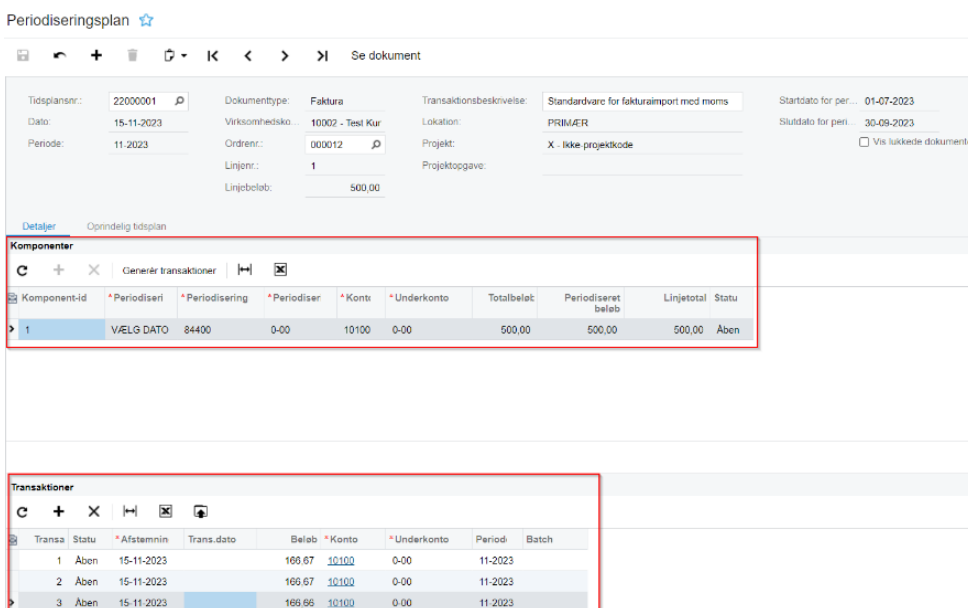 Periodiseringsplan
Se dokument
Tidsplansnr.: 22000001 Dokumenttype: Faktura Transaktionsbeskrivelse: Standardvare for fakturaimport med moms Startdato for per... 01-07-2023
Dato: 15-11-2023 Virksomhedsko... 10002 - Test Kur Lokation: PRIMÆR Slutdato for peri... 30-09-2023
Periode: 11-2023 Ordrenr.: 000012 Projekt: X - Ikke-projektkode Vis lukkede dokumente
Linjenr.: 1 Projektopgave:
Linjebeløb: 500,00
Detaljer Oprindelig tidsplan
Komponenter
Generér transaktioner
Komponent-id *Periodiseri *Periodisering *Periodiser *Konto *Underkonto Totalbeløb Periodiseret Linjetotal Statu
beløb
1 VÆLG DATO 84400 0-00 10100 0-00 500,00 500,00 500,00 Åben
Transaktioner
Transa Statu *Afstemnin Trans.dato Beløb *Konto *Underkonto Period Batch
1 Åben 15-11-2023 166,67 10100 0-00 11-2023
2 Åben 15-11-2023 166,67 10100 0-00 11-2023
3 Åben 15-11-2023 166,66 10100 0-00 11-2023